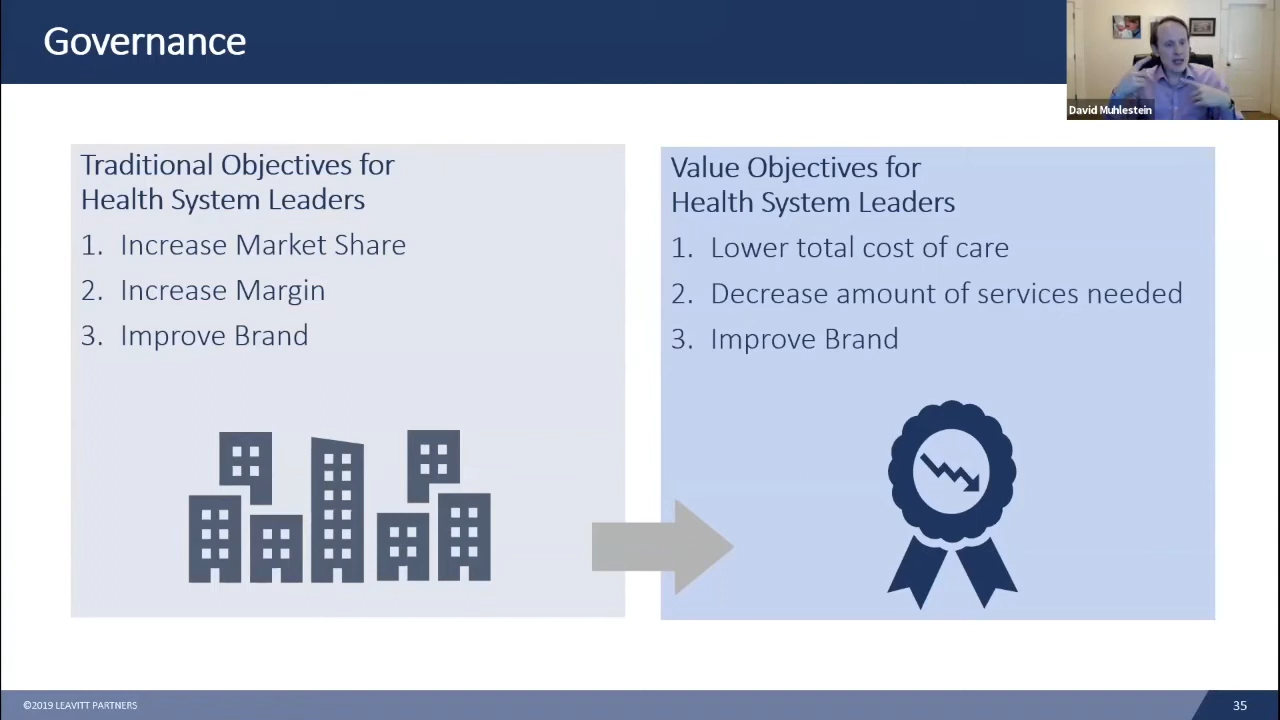 Governance
David Muhlestein
Traditional Objectives for
Health System Leaders
1. Increase Market Share
2. Increase Margin
3. Improve Brand
Value Objectives for
Health System Leaders
1. Lower total cost of care
2. Decrease amount of services needed
3. Improve Brand
©2019 LEAVITT PARTNERS
35